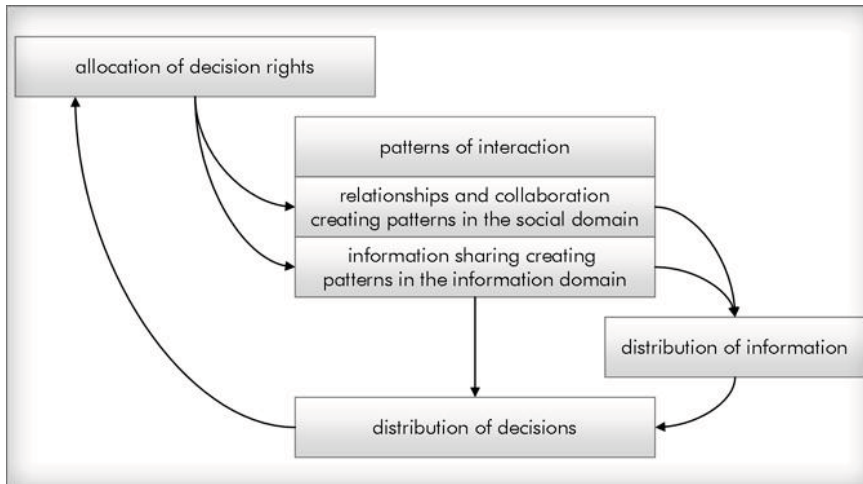 allocation of decision rights
patterns of interaction
relationships and collaboration
creating patterns in the social domain
information sharing creating
patterns in the information domain
distribution of information
distribution of decisions